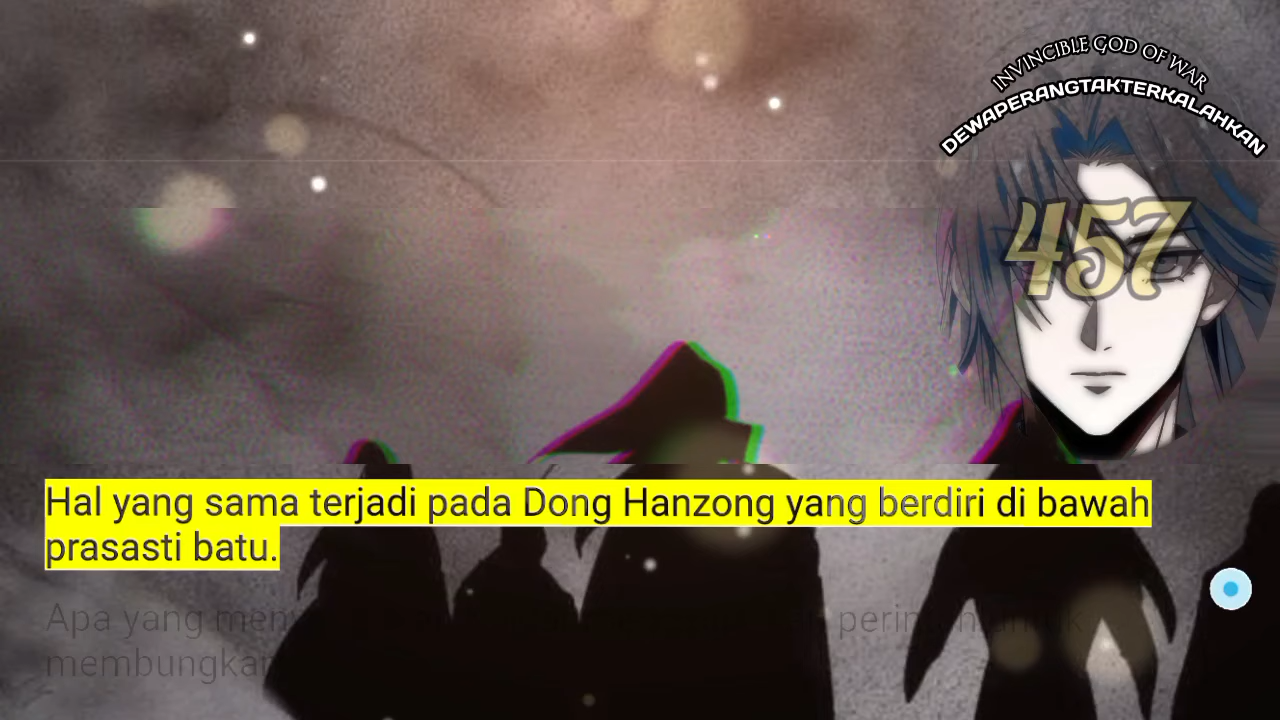 INVINCIBLE GOD OF WAR
DEWAPERANGTAKTERKALAHKAN
457
Hal yang sama terjadi pada Dong Hanzong yang berdiri di bawah
prasasti batu.
Apa yang
membungkam